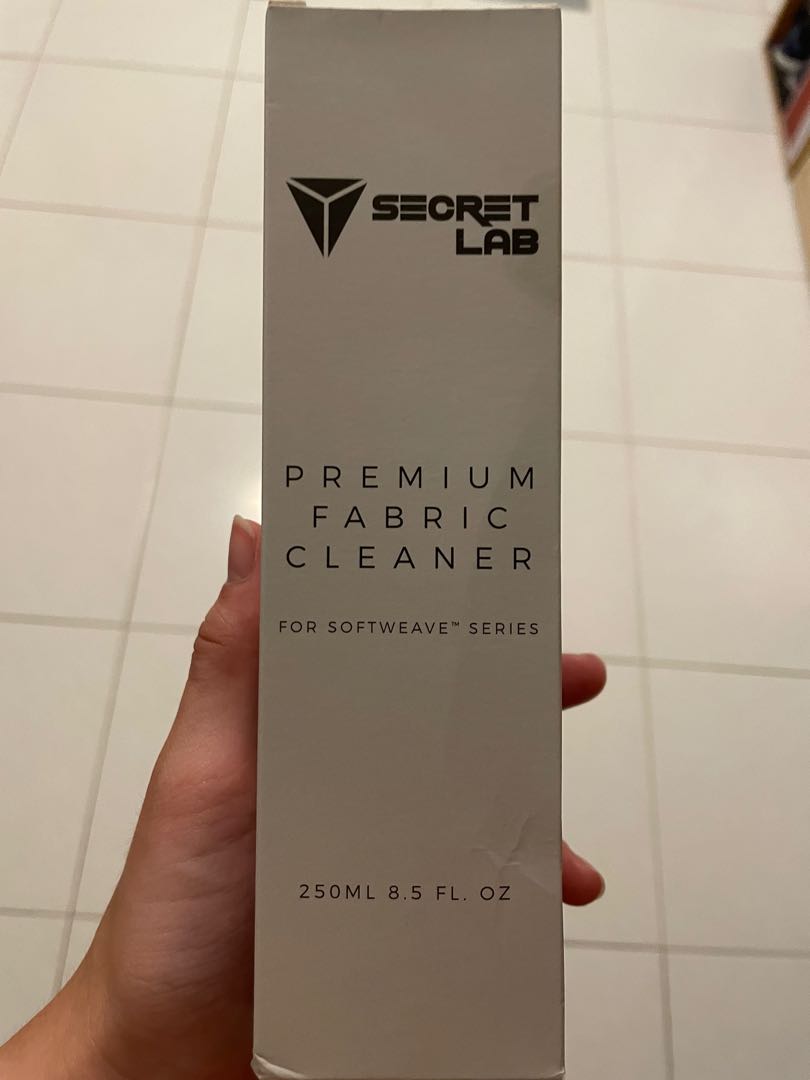 SECRET
LAB
PREMIUM
FABRIC
CLEANER
FOR SOFTWEAVE™ SERIES
250ML 8.5 FL. OZ